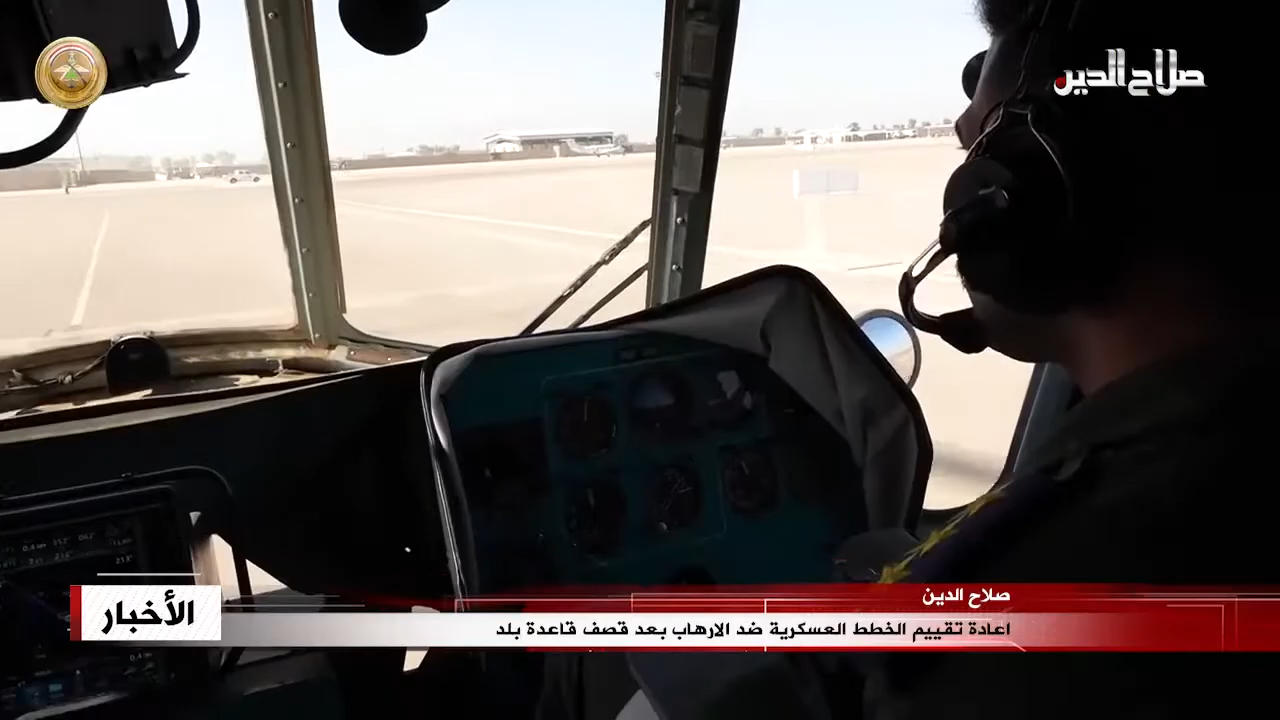 صلاح الدين
صلاح الدين
الأخبار
اعادة تقييم الخطط العسكرية ضد الارهاب بعد قصف قاعدة بلد